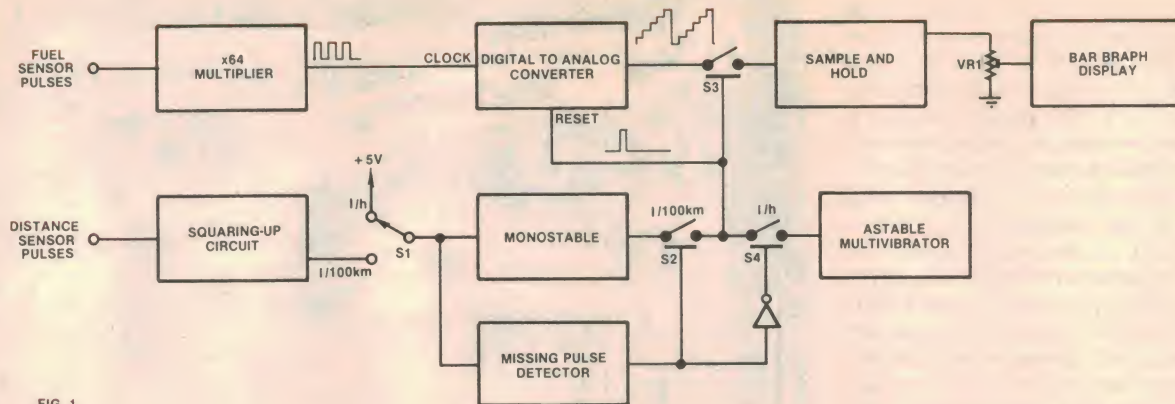 FUEL
SENSOR
PULSES
x64
MULTIPLIER
CLOCK
DIGITAL TO ANALOG
CONVERTER
RESET
S3
SAMPLE AND
HOLD
VR1
BAR BRAPH
DISPLAY
+5V
l/h
S1
l/100km
DISTANCE
SENSOR
PULSES
SQUARING-UP
CIRCUIT
MONOSTABLE
l/100km
S2
l/h
S4
ASTABLE
MULTIVIBRATOR
MISSING PULSE
DETECTOR
FIG. 1